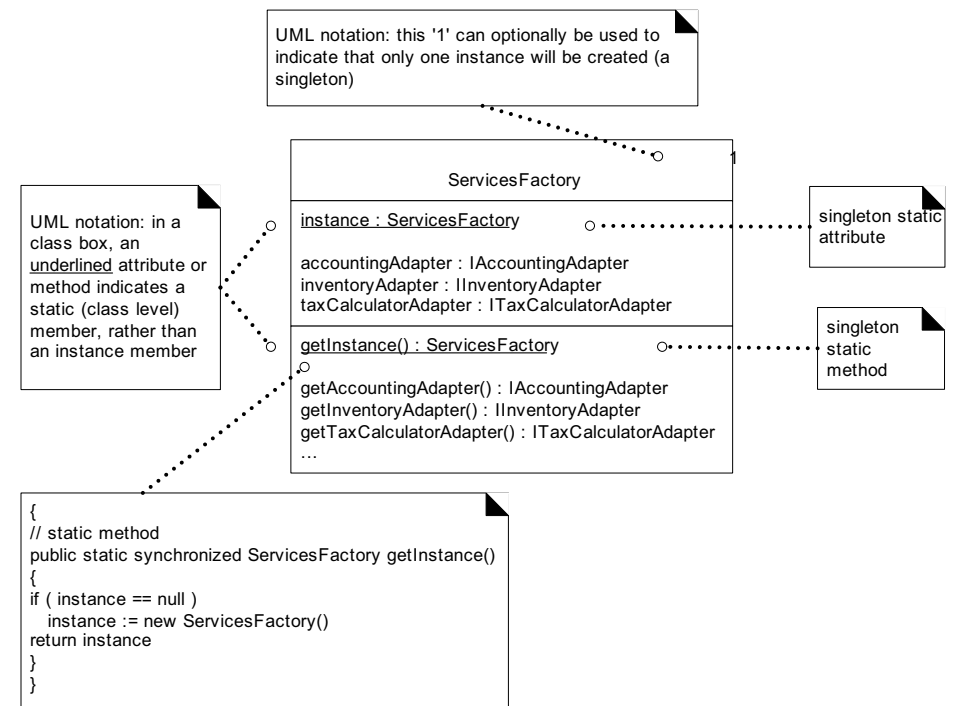 UML notation: this '1' can optionally be used to
indicate that only one instance will be created (a
singleton)
1
ServicesFactory
UML notation: in a
class box, an
underlined attribute or
method indicates a
static (class level)
member, rather than
an instance member
instance : ServicesFactory
accountingAdapter : IAccountingAdapter
inventoryAdapter : IInventoryAdapter
taxCalculatorAdapter : ITaxCalculatorAdapter
singleton static
attribute
getInstance() : ServicesFactory
getAccountingAdapter() : IAccountingAdapter
getInventoryAdapter() : IInventoryAdapter
getTaxCalculatorAdapter() : ITaxCalculatorAdapter
...
singleton
static
method
{
// static method
public static synchronized ServicesFactory getInstance()
{
if ( instance == null )
instance := new ServicesFactory()
return instance
}
}